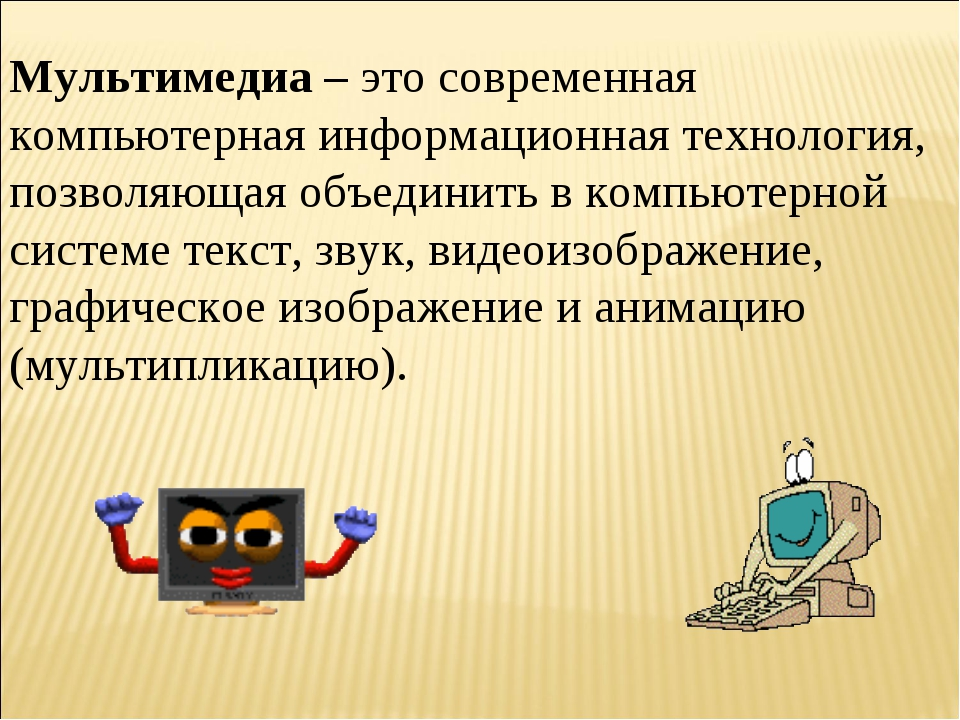 Мультимедиа – это современная
компьютерная информационная технология,
позволяющая объединить в компьютерной
системе текст, звук, видеоизображение,
графическое изображение и анимацию
(мультипликацию).